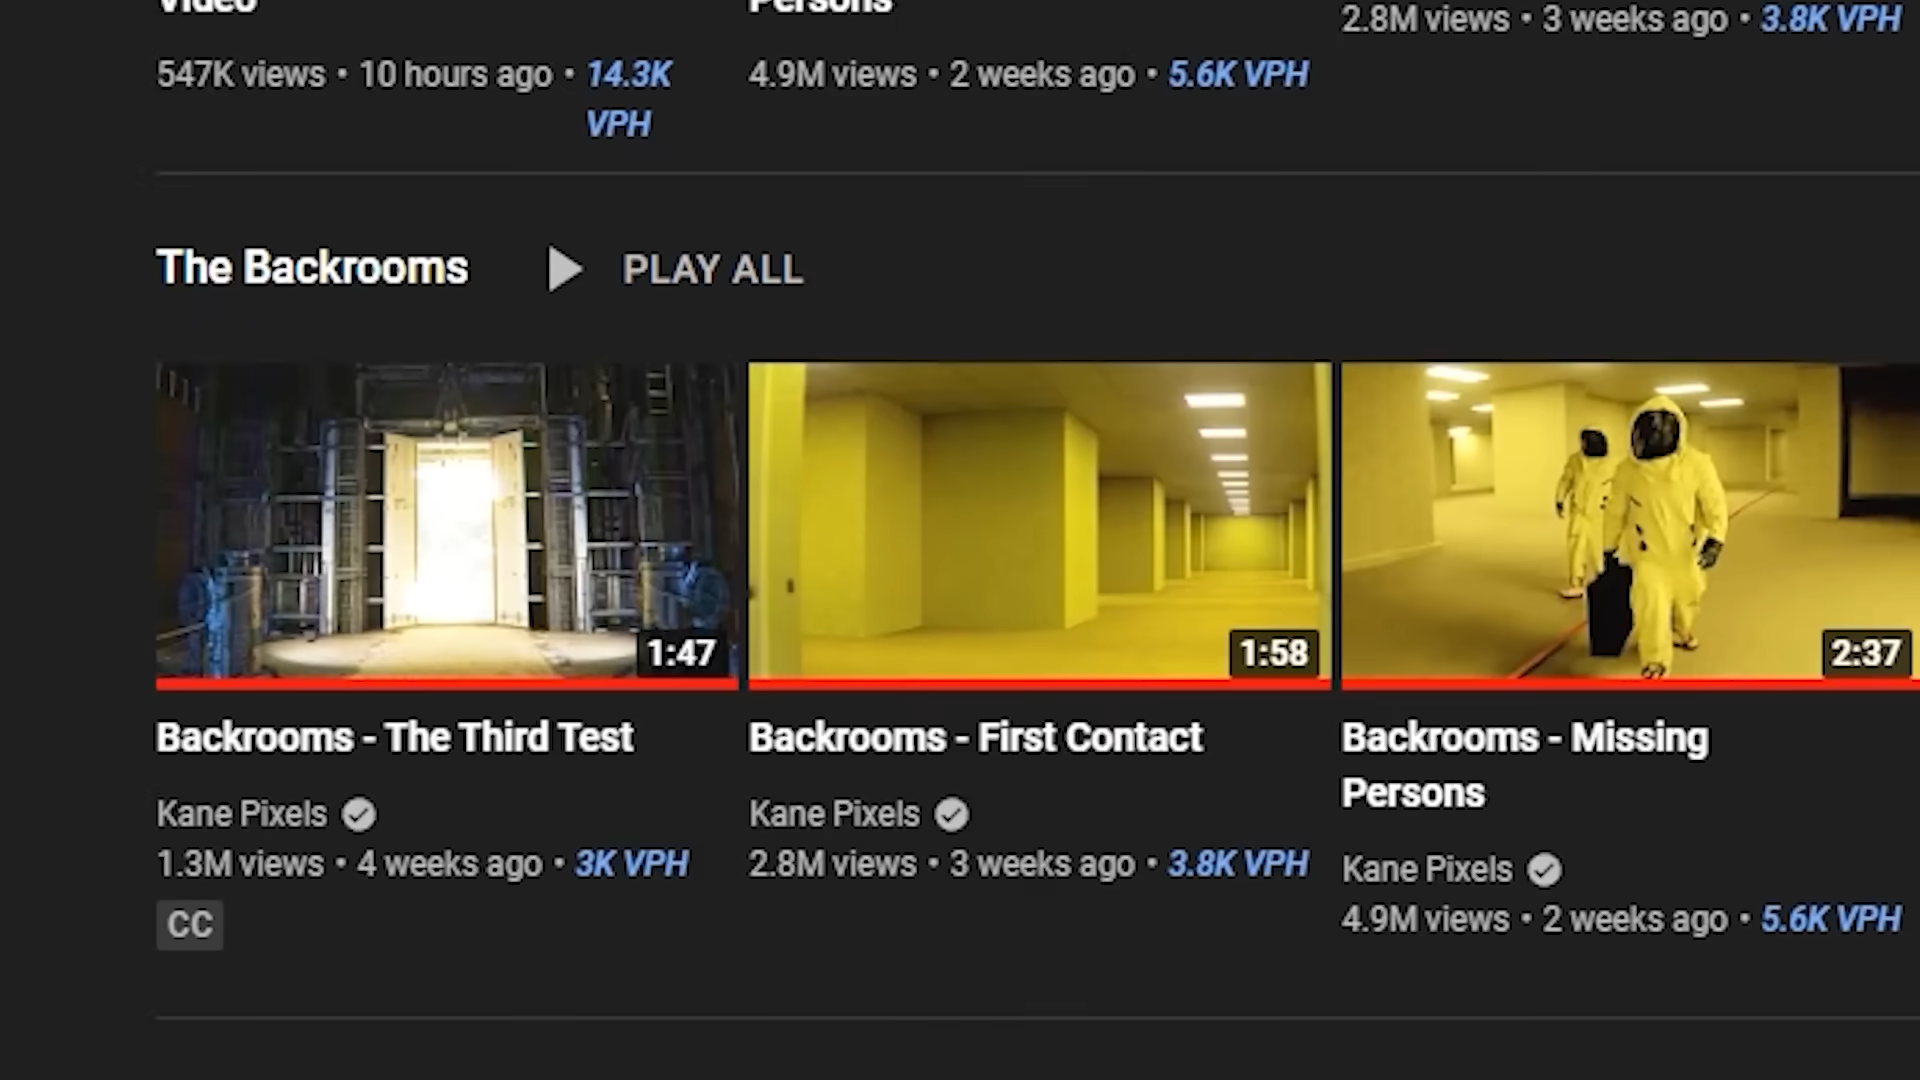 Video
Persons
2.8M views • 3 weeks ago • 3.8K VPH
547K views • 10 hours ago • 14.3K
VPH
4.9M views • 2 weeks ago • 5.6K VPH
The Backrooms
PLAY ALL
1:47
1:58
2:37
Backrooms - The Third Test
Kane Pixels
1.3M views • 4 weeks ago • 3K VPH
CC
Backrooms - First Contact
Kane Pixels
2.8M views • 3 weeks ago • 3.8K VPH
Backrooms - Missing
Persons
Kane Pixels
4.9M views • 2 weeks ago • 5.6K VPH